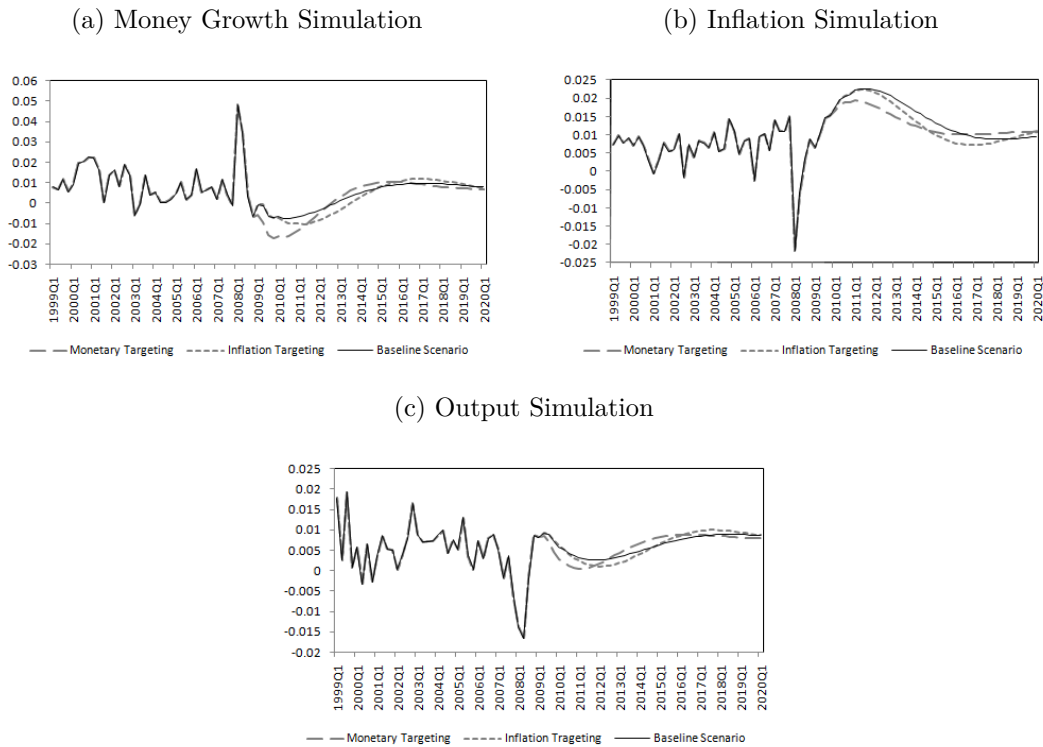 (a) Money Growth Simulation
0.06
0.05
0.04
0.03
0.02
0.01
0
-0.01
-0.02
-0.03
1999Q1
2000Q1
2001Q1
2002Q1
2003Q1
2004Q1
2005Q1
2006Q1
2007Q1
2008Q1
2009Q1
2010Q1
2011Q1
2012Q1
2013Q1
2014Q1
2015Q1
2016Q1
2017Q1
2018Q1
2019Q1
2020Q1
Monetary Targeting Inflation Targeting Baseline Scenario
(b) Inflation Simulation
0.025
0.02
0.015
0.01
0.005
0
-0.005
-0.01
-0.015
-0.02
-0.025
1999Q1
2000Q1
2001Q1
2002Q1
2003Q1
2004Q1
2005Q1
2006Q1
2007Q1
2008Q1
2009Q1
2010Q1
2011Q1
2012Q1
2013Q1
2014Q1
2015Q1
2016Q1
2017Q1
2018Q1
2019Q1
2020Q1
Monetary Targeting Inflation Targeting Baseline Scenario
(c) Output Simulation
0.025
0.02
0.015
0.01
0.005
0
-0.005
-0.01
-0.015
-0.02
1999Q1
2000Q1
2001Q1
2002Q1
2003Q1
2004Q1
2005Q1
2006Q1
2007Q1
2008Q1
2009Q1
2010Q1
2011Q1
2012Q1
2013Q1
2014Q1
2015Q1
2016Q1
2017Q1
2018Q1
2019Q1
2020Q1
Monetary Targeting Inflation Trageting Baseline Scenario